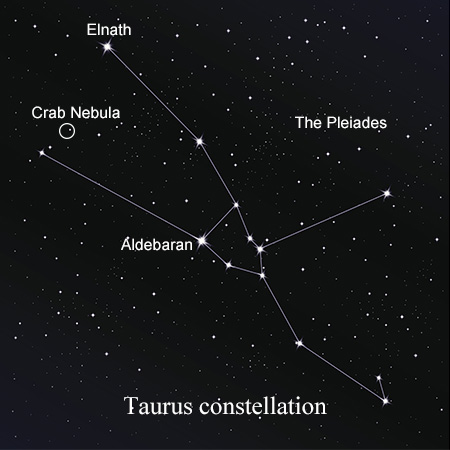 Elnath
Crab Nebula
The Pleiades
Aldebaran
Taurus constellation